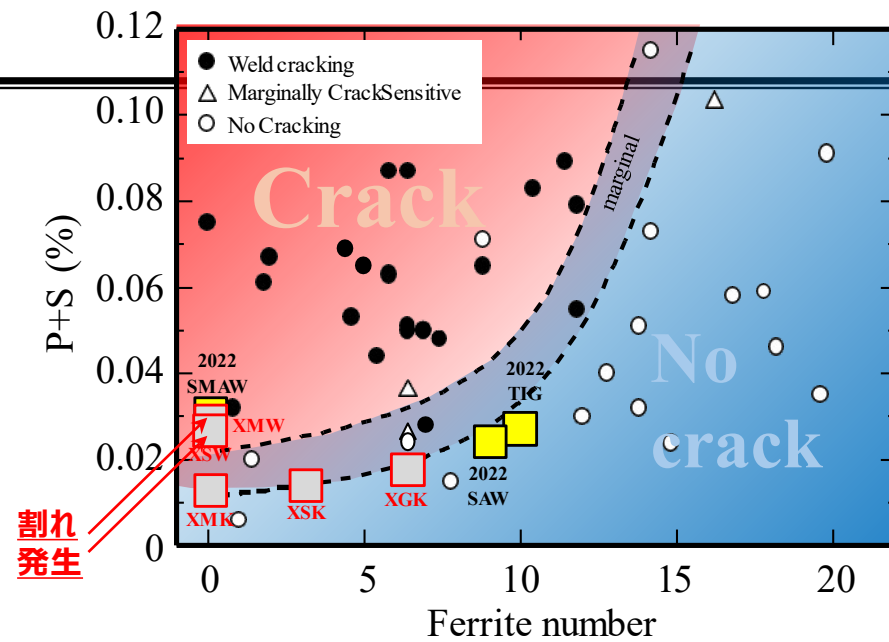 0.12
0.10
0.08
0.06
0.04
0.02
0
P+S (%)
Weld cracking
Marginally CrackSensitive
No Cracking
Crack
marginal
No
crack
2022
SMAW
XMW
XSW
2022
TIG
2022
SAW
XMK
XSK
XGK
割れ
発生
0
5
10
15
20
Ferrite number